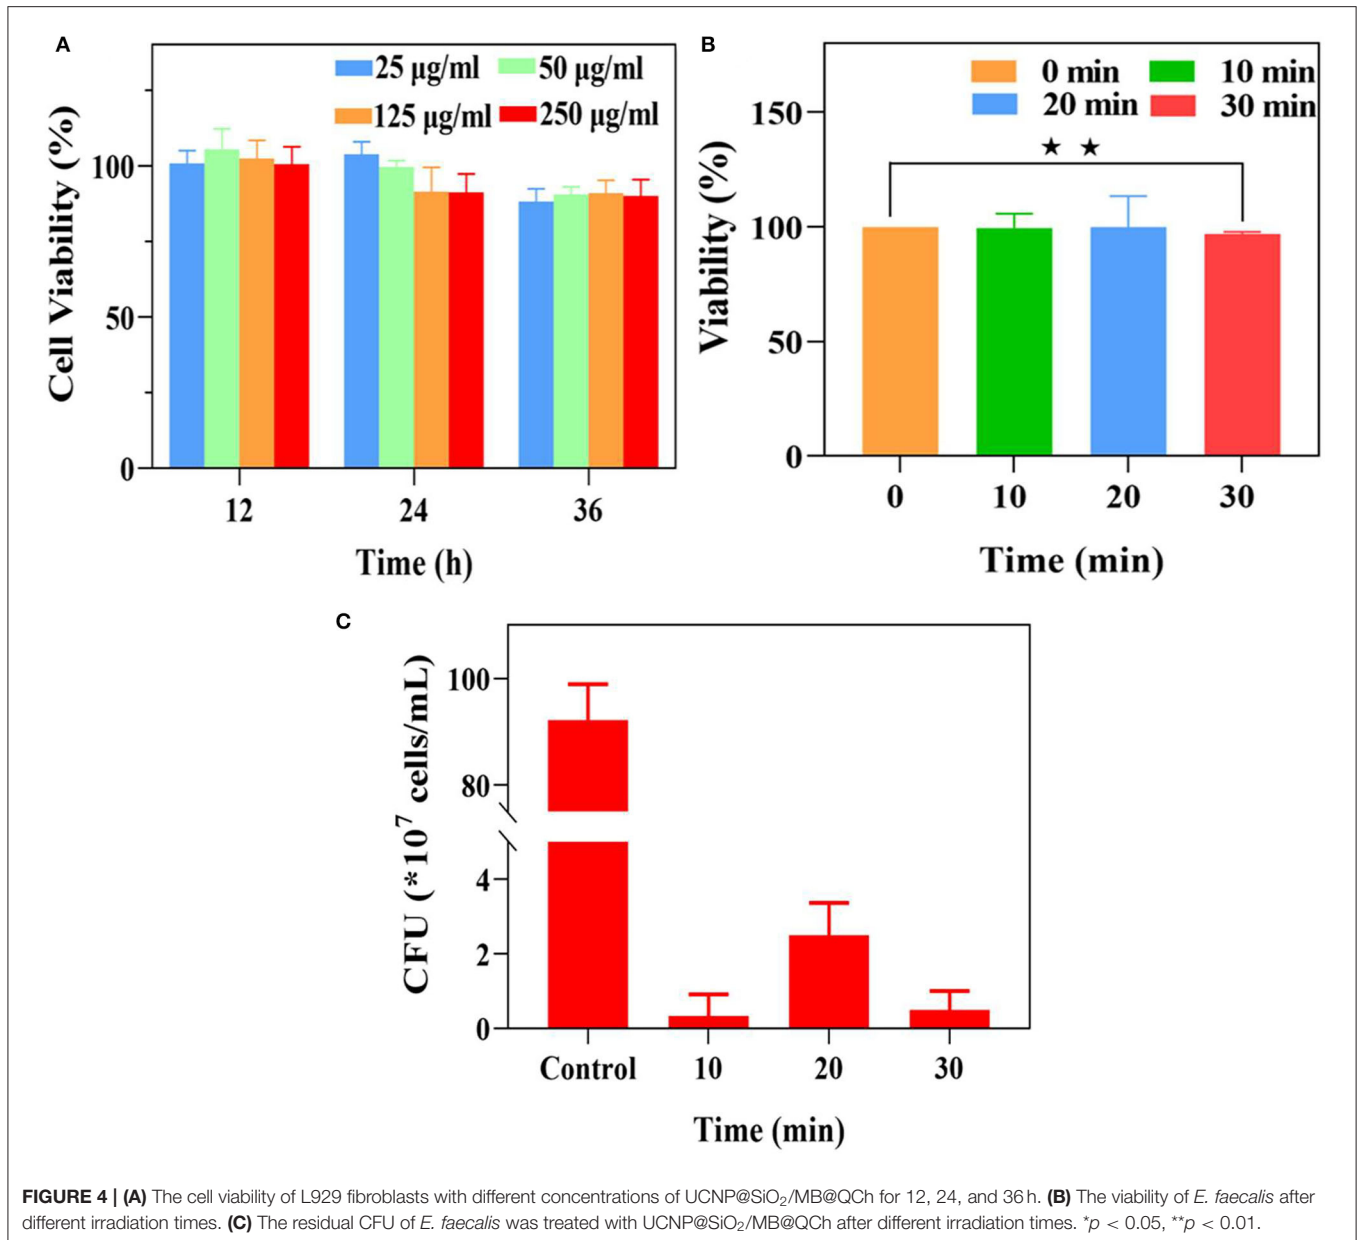 A
25 μg/ml 50 μg/ml
125 μg/ml 250 μg/ml
Cell Viability (%)
100
50
0
12 24 36
Time (h)
B
0 min 10 min
20 min 30 min
★ ★
Viability (%)
150
100
50
0
0 10 20 30
Time (min)
C
CFU (*10⁷ cells/mL)
100
80
4
2
0
Control 10 20 30
Time (min)
FIGURE 4 | (A) The cell viability of L929 fibroblasts with different concentrations of UCNP@SiO₂/MB@QCh for 12, 24, and 36 h. (B) The viability of E. faecalis after
different irradiation times. (C) The residual CFU of E. faecalis was treated with UCNP@SiO₂/MB@QCh after different irradiation times. *p < 0.05, **p < 0.01.